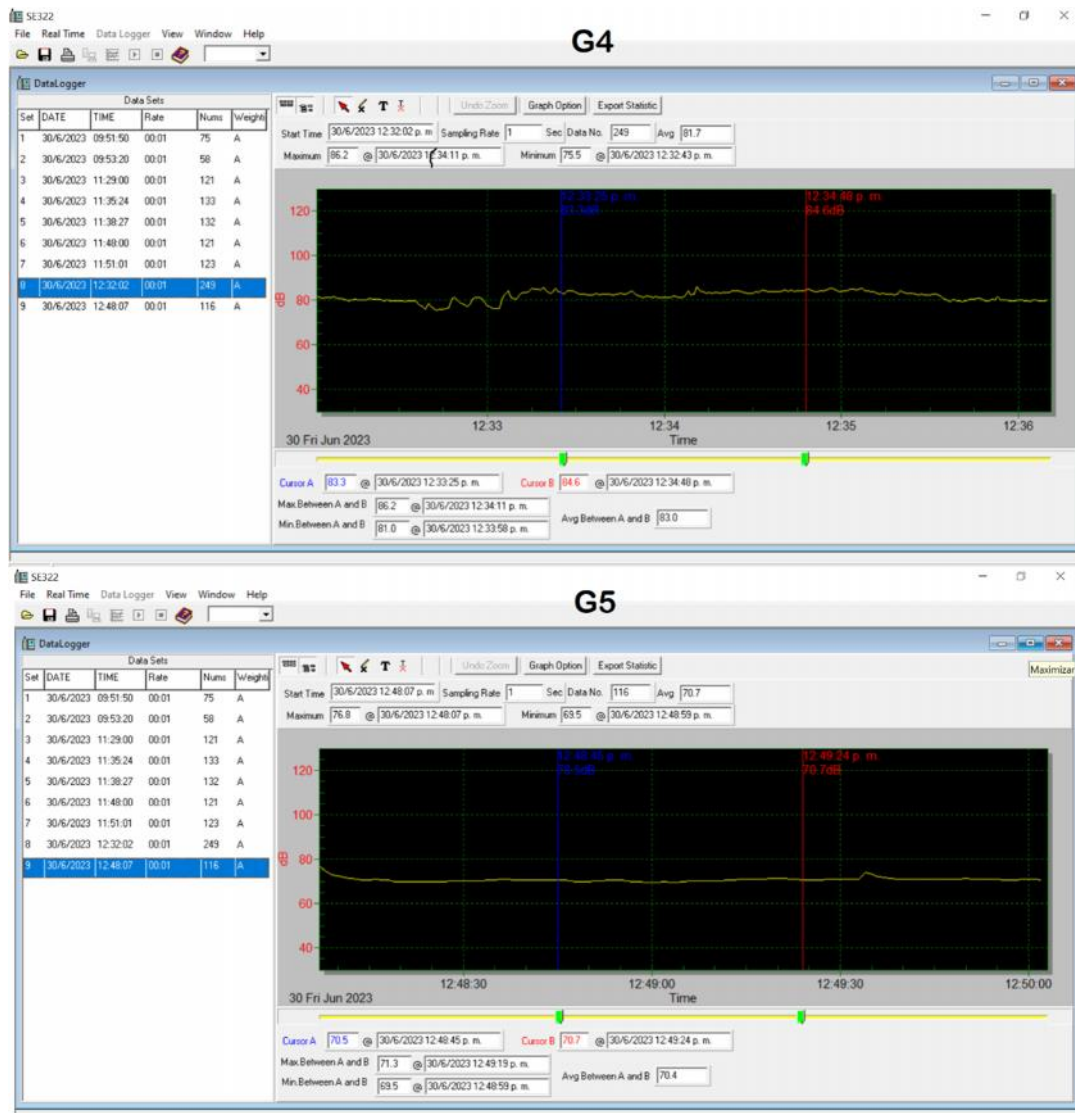 SE322
File Real Time Data Logger View Window Help
G4
DataLogger
Data Sets
Set DATE TIME Rate Nums Weighti
1 30/6/2023 09:51:50 00:01 75 A
2 30/6/2023 09:53:20 00:01 58 A
3 30/6/2023 11:29:00 00:01 121 A
4 30/6/2023 11:35:24 00:01 133 A
5 30/6/2023 11:38:27 00:01 132 A
6 30/6/2023 11:48:00 00:01 121 A
7 30/6/2023 11:51:01 00:01 123 A
8 30/6/2023 12:32:02 00:01 249 A
9 30/6/2023 12:48:07 00:01 116 A
T
Undo Zoom Graph Option Export Statistic
Start Time 30/6/2023 12:32:02 p. m Sampling Rate 1 Sec Data No. 249 Avg 81.7
Maximum 86.2 @ 30/6/2023 12:34:11 p. m. Minimum 75.5 @ 30/6/2023 12:32:43 p. m.
12:33:25 p. m. 12:34:48 p. m.
83.3dB 84.6dB
120
100
dB 80
60
40
12:33 12:34 12:35 12:36
30 Fri Jun 2023 Time
Cursor A 83.3 @ 30/6/2023 12:33:25 p. m. Cursor B 84.6 @ 30/6/2023 12:34:48 p. m.
Max.Between A and B 86.2 @ 30/6/2023 12:34:11 p. m.
Min.Between A and B 81.0 @ 30/6/2023 12:33:58 p. m. Avg Between A and B 83.0
SE322
File Real Time Data Logger View Window Help
G5
DataLogger
Maximizar
Data Sets
Set DATE TIME Rate Nums Weighti
1 30/6/2023 09:51:50 00:01 75 A
2 30/6/2023 09:53:20 00:01 58 A
3 30/6/2023 11:29:00 00:01 121 A
4 30/6/2023 11:35:24 00:01 133 A
5 30/6/2023 11:38:27 00:01 132 A
6 30/6/2023 11:48:00 00:01 121 A
7 30/6/2023 11:51:01 00:01 123 A
8 30/6/2023 12:32:02 00:01 249 A
9 30/6/2023 12:48:07 00:01 116 A
T
Undo Zoom Graph Option Export Statistic
Start Time 30/6/2023 12:48:07 p. m Sampling Rate 1 Sec Data No. 116 Avg 70.7
Maximum 76.8 @ 30/6/2023 12:48:07 p. m. Minimum 69.5 @ 30/6/2023 12:48:59 p. m.
12:48:45 p. m. 12:49:24 p. m.
70.5dB 70.7dB
120
100
dB 80
60
40
12:48:30 12:49:00 12:49:30 12:50:00
30 Fri Jun 2023 Time
Cursor A 70.5 @ 30/6/2023 12:48:45 p. m. Cursor B 70.7 @ 30/6/2023 12:49:24 p. m.
Max.Between A and B 71.3 @ 30/6/2023 12:49:19 p. m.
Min.Between A and B 69.5 @ 30/6/2023 12:48:59 p. m. Avg Between A and B 70.4